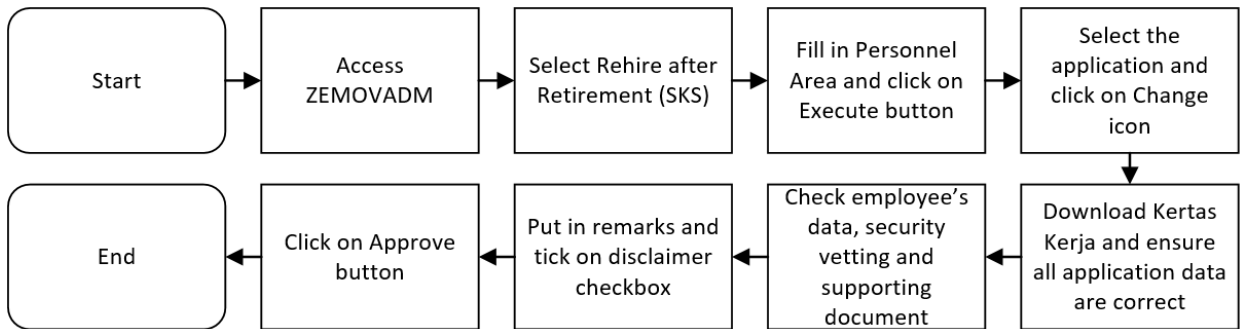 Start
Access
ZEMOVADM
Select Rehire after
Retirement (SKS)
Fill in Personnel
Area and click on
Execute button
Select the
application and
click on Change
icon
Download Kertas
Kerja and ensure
all application data
are correct
Check employee’s
data, security
vetting and
supporting
document
Put in remarks and
tick on disclaimer
checkbox
Click on Approve
button
End